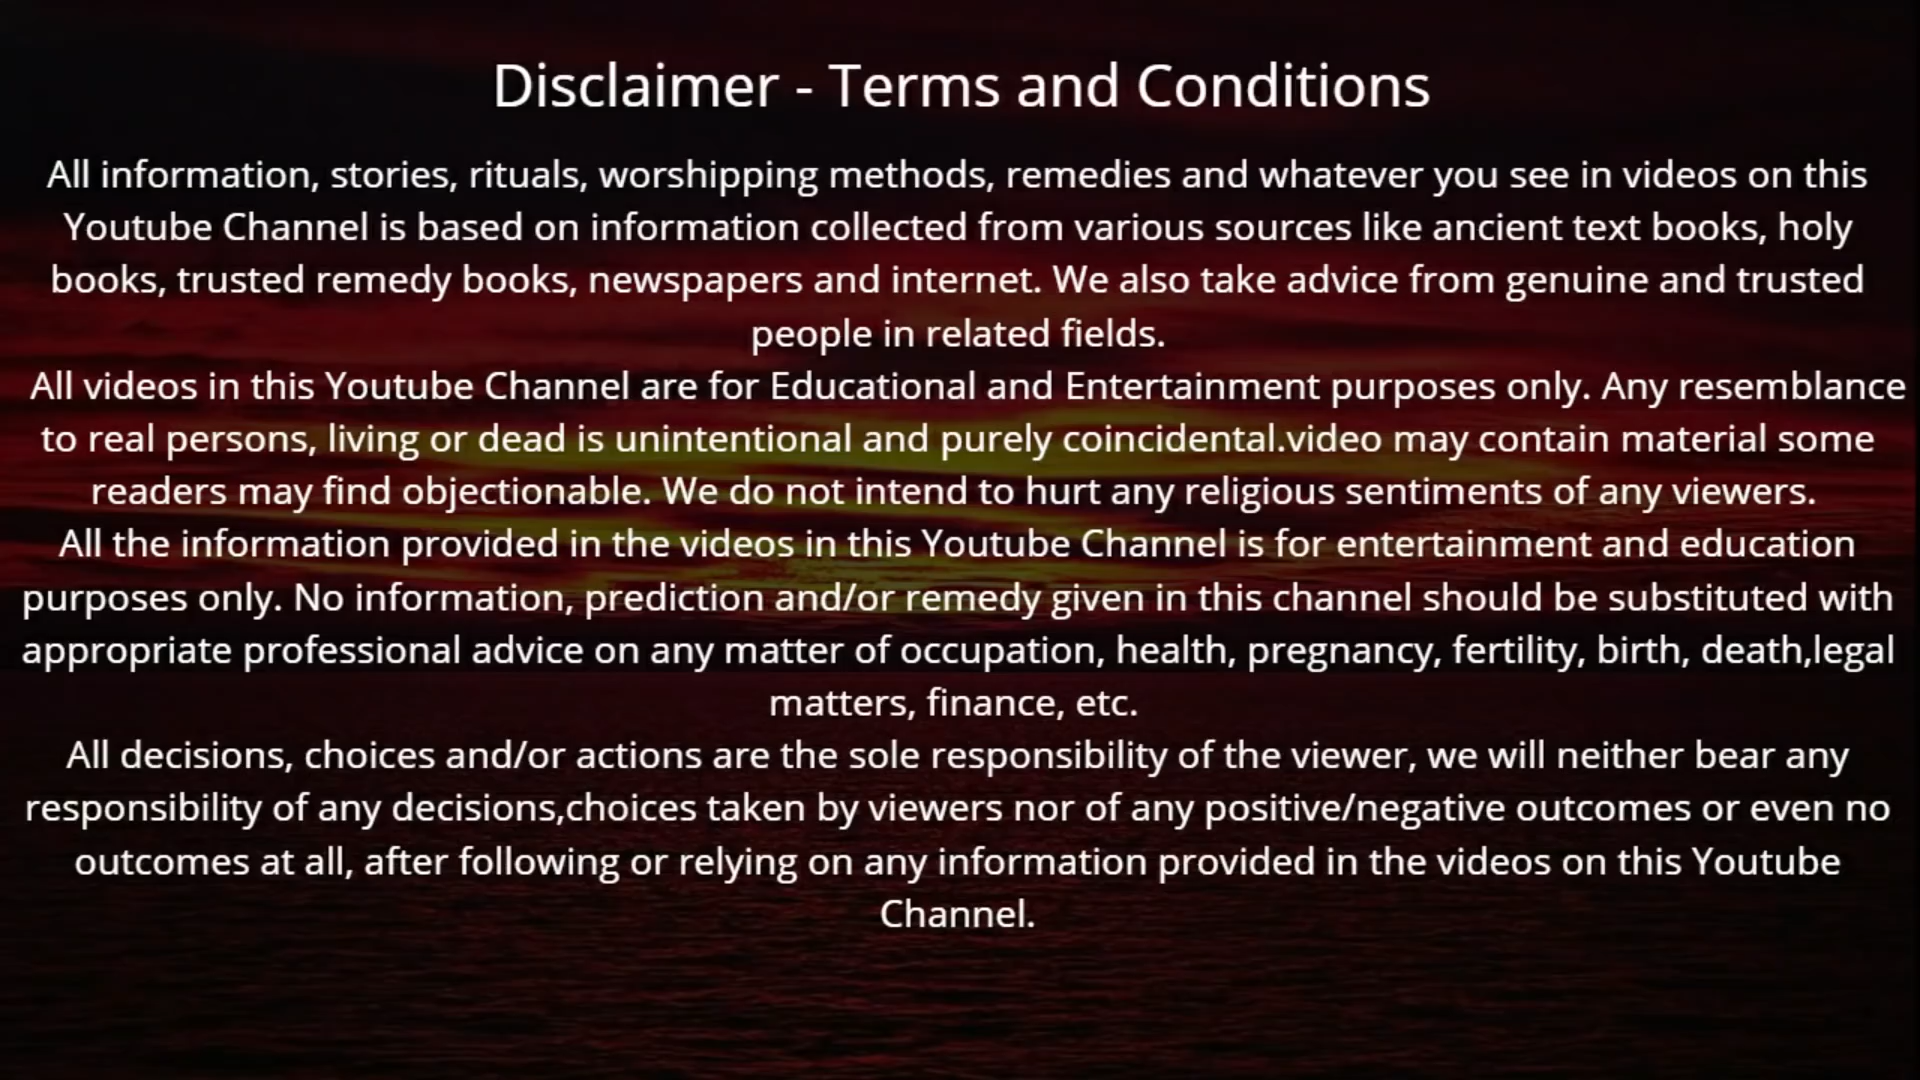 Disclaimer - Terms and Conditions
All information, stories, rituals, worshipping methods, remedies and whatever you see in videos on this
Youtube Channel is based on information collected from various sources like ancient text books, holy
books, trusted remedy books, newspapers and internet. We also take advice from genuine and trusted
people in related fields.
All videos in this Youtube Channel are for Educational and Entertainment purposes only. Any resemblance
to real persons, living or dead is unintentional and purely coincidental.video may contain material some
readers may find objectionable. We do not intend to hurt any religious sentiments of any viewers.
All the information provided in the videos in this Youtube Channel is for entertainment and education
purposes only. No information, prediction and/or remedy given in this channel should be substituted with
appropriate professional advice on any matter of occupation, health, pregnancy, fertility, birth, death,legal
matters, finance, etc.
All decisions, choices and/or actions are the sole responsibility of the viewer, we will neither bear any
responsibility of any decisions,choices taken by viewers nor of any positive/negative outcomes or even no
outcomes at all, after following or relying on any information provided in the videos on this Youtube
Channel.